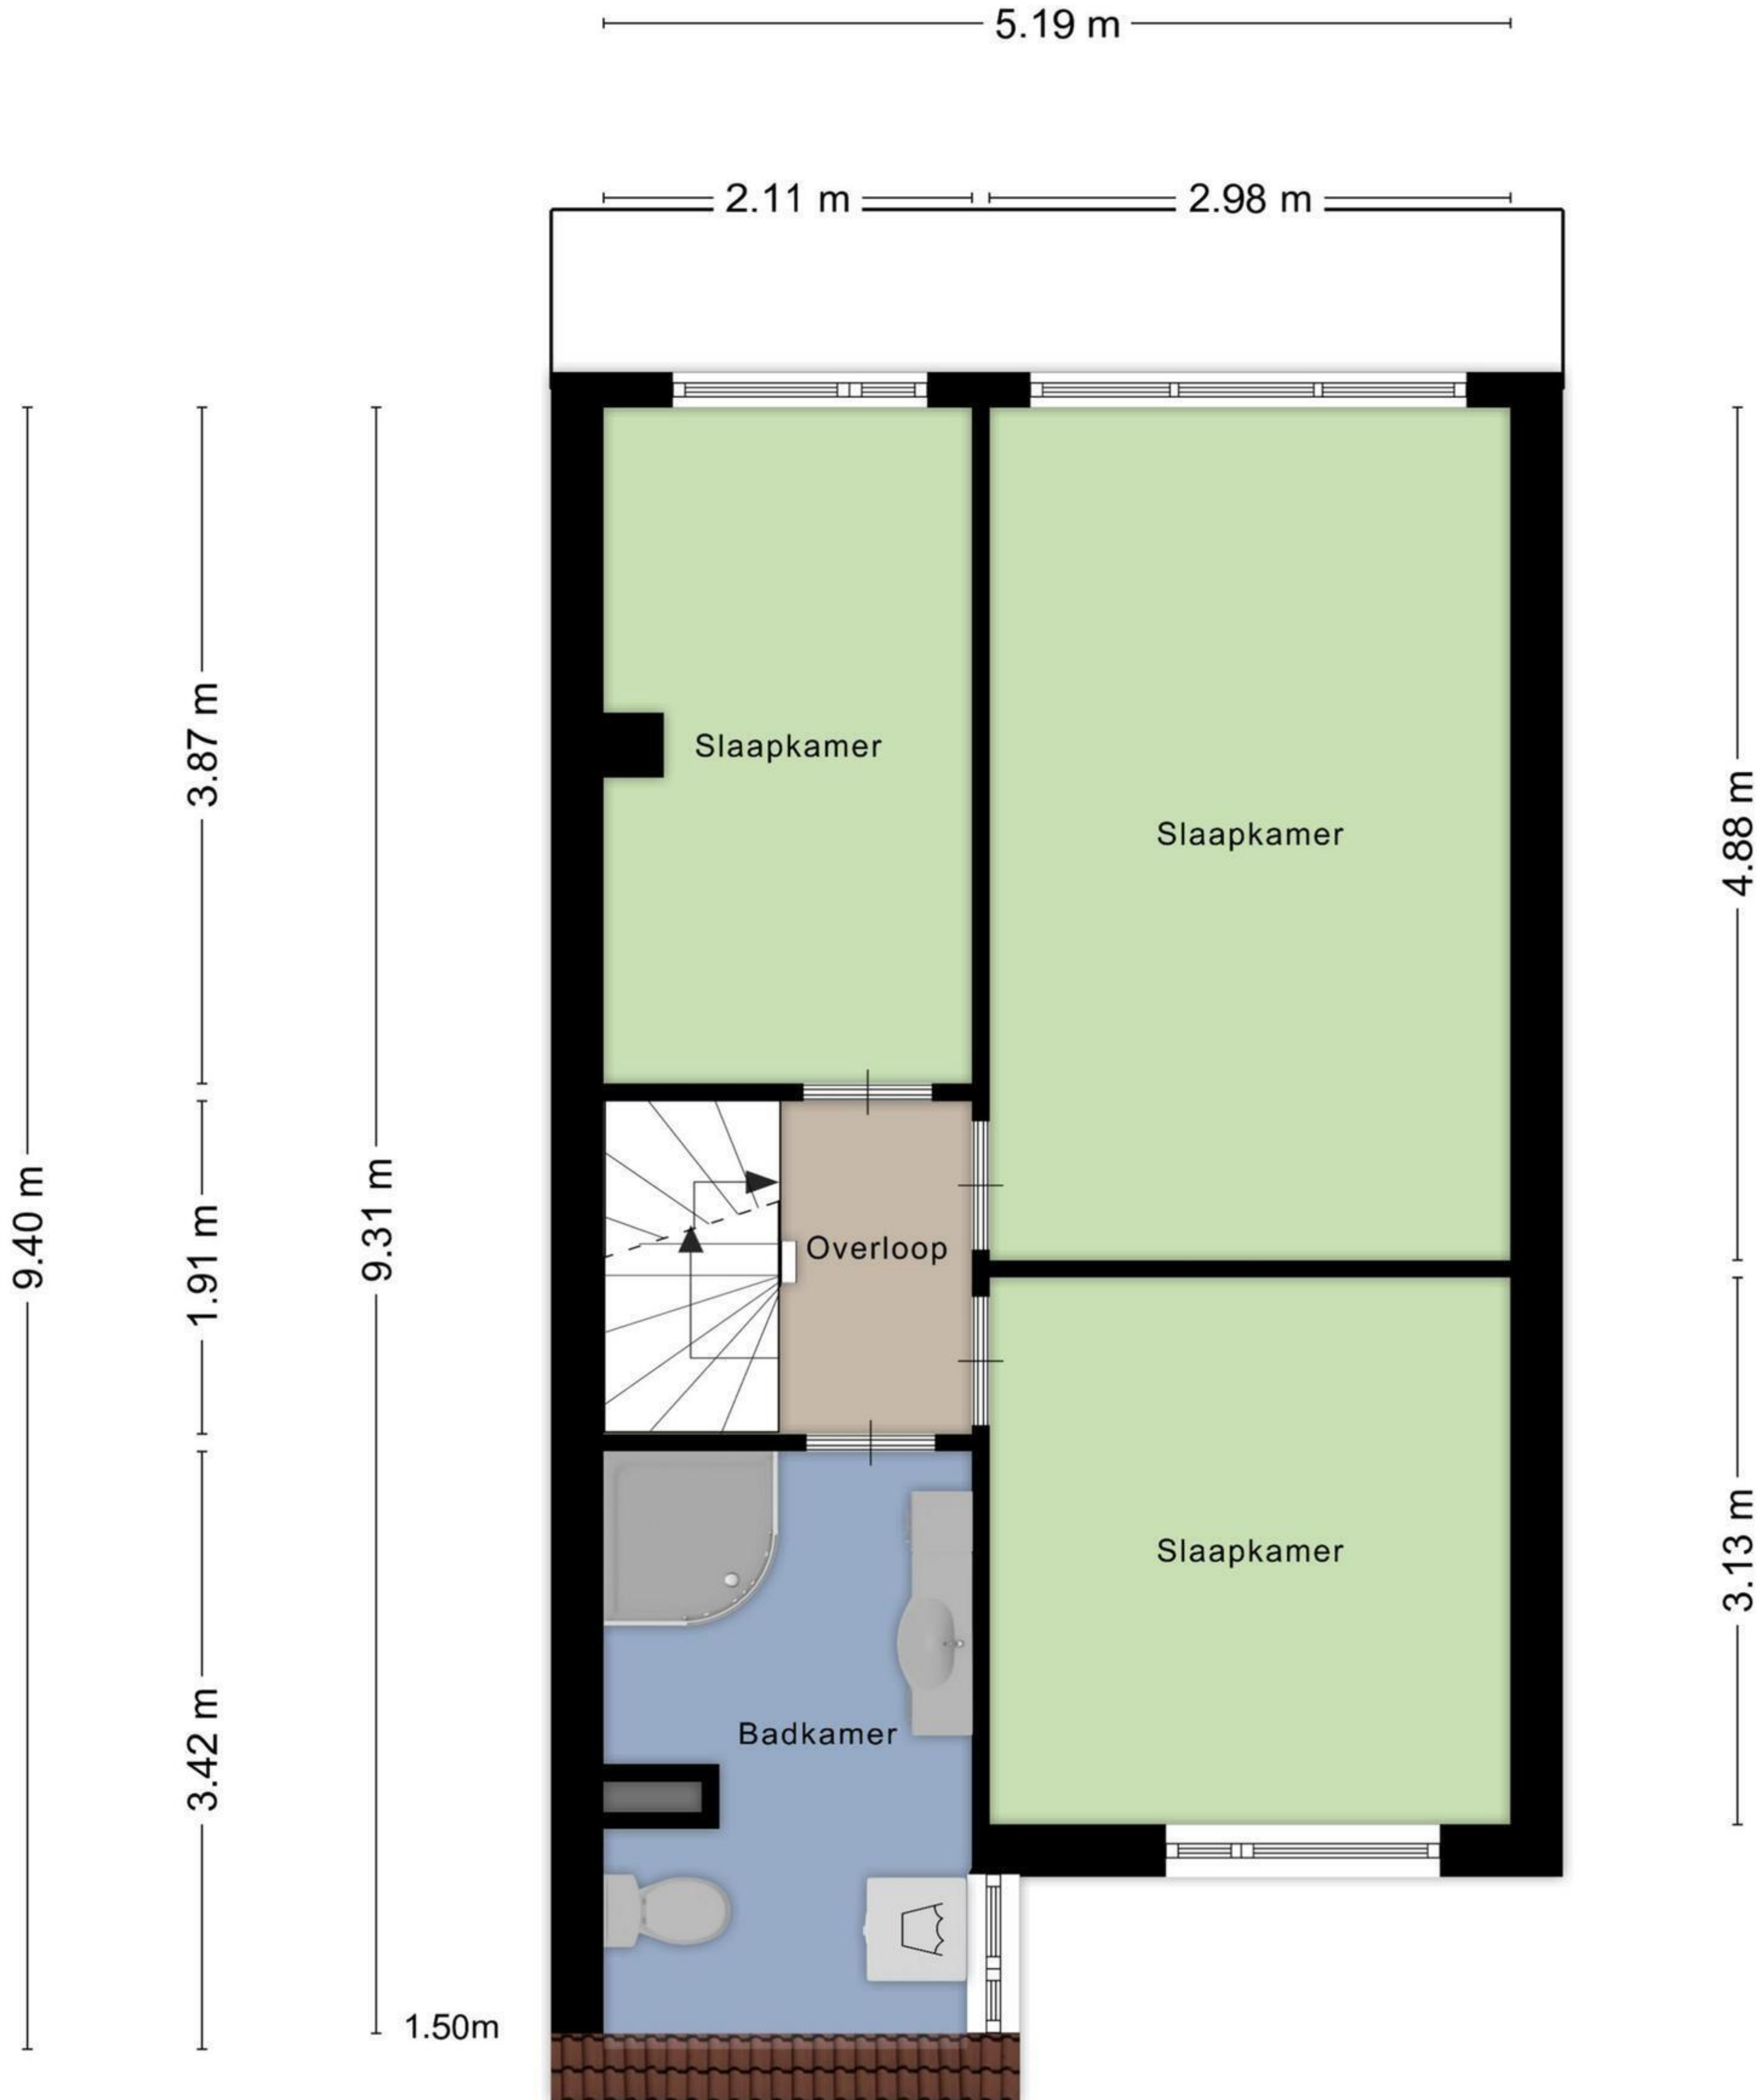 5.19 m
2.11 m
2.98 m
3.87 m
Slaapkamer
Slaapkamer
4.88 m
9.40 m
1.91 m
9.31 m
Overloop
Slaapkamer
3.13 m
3.42 m
Badkamer
1.50m